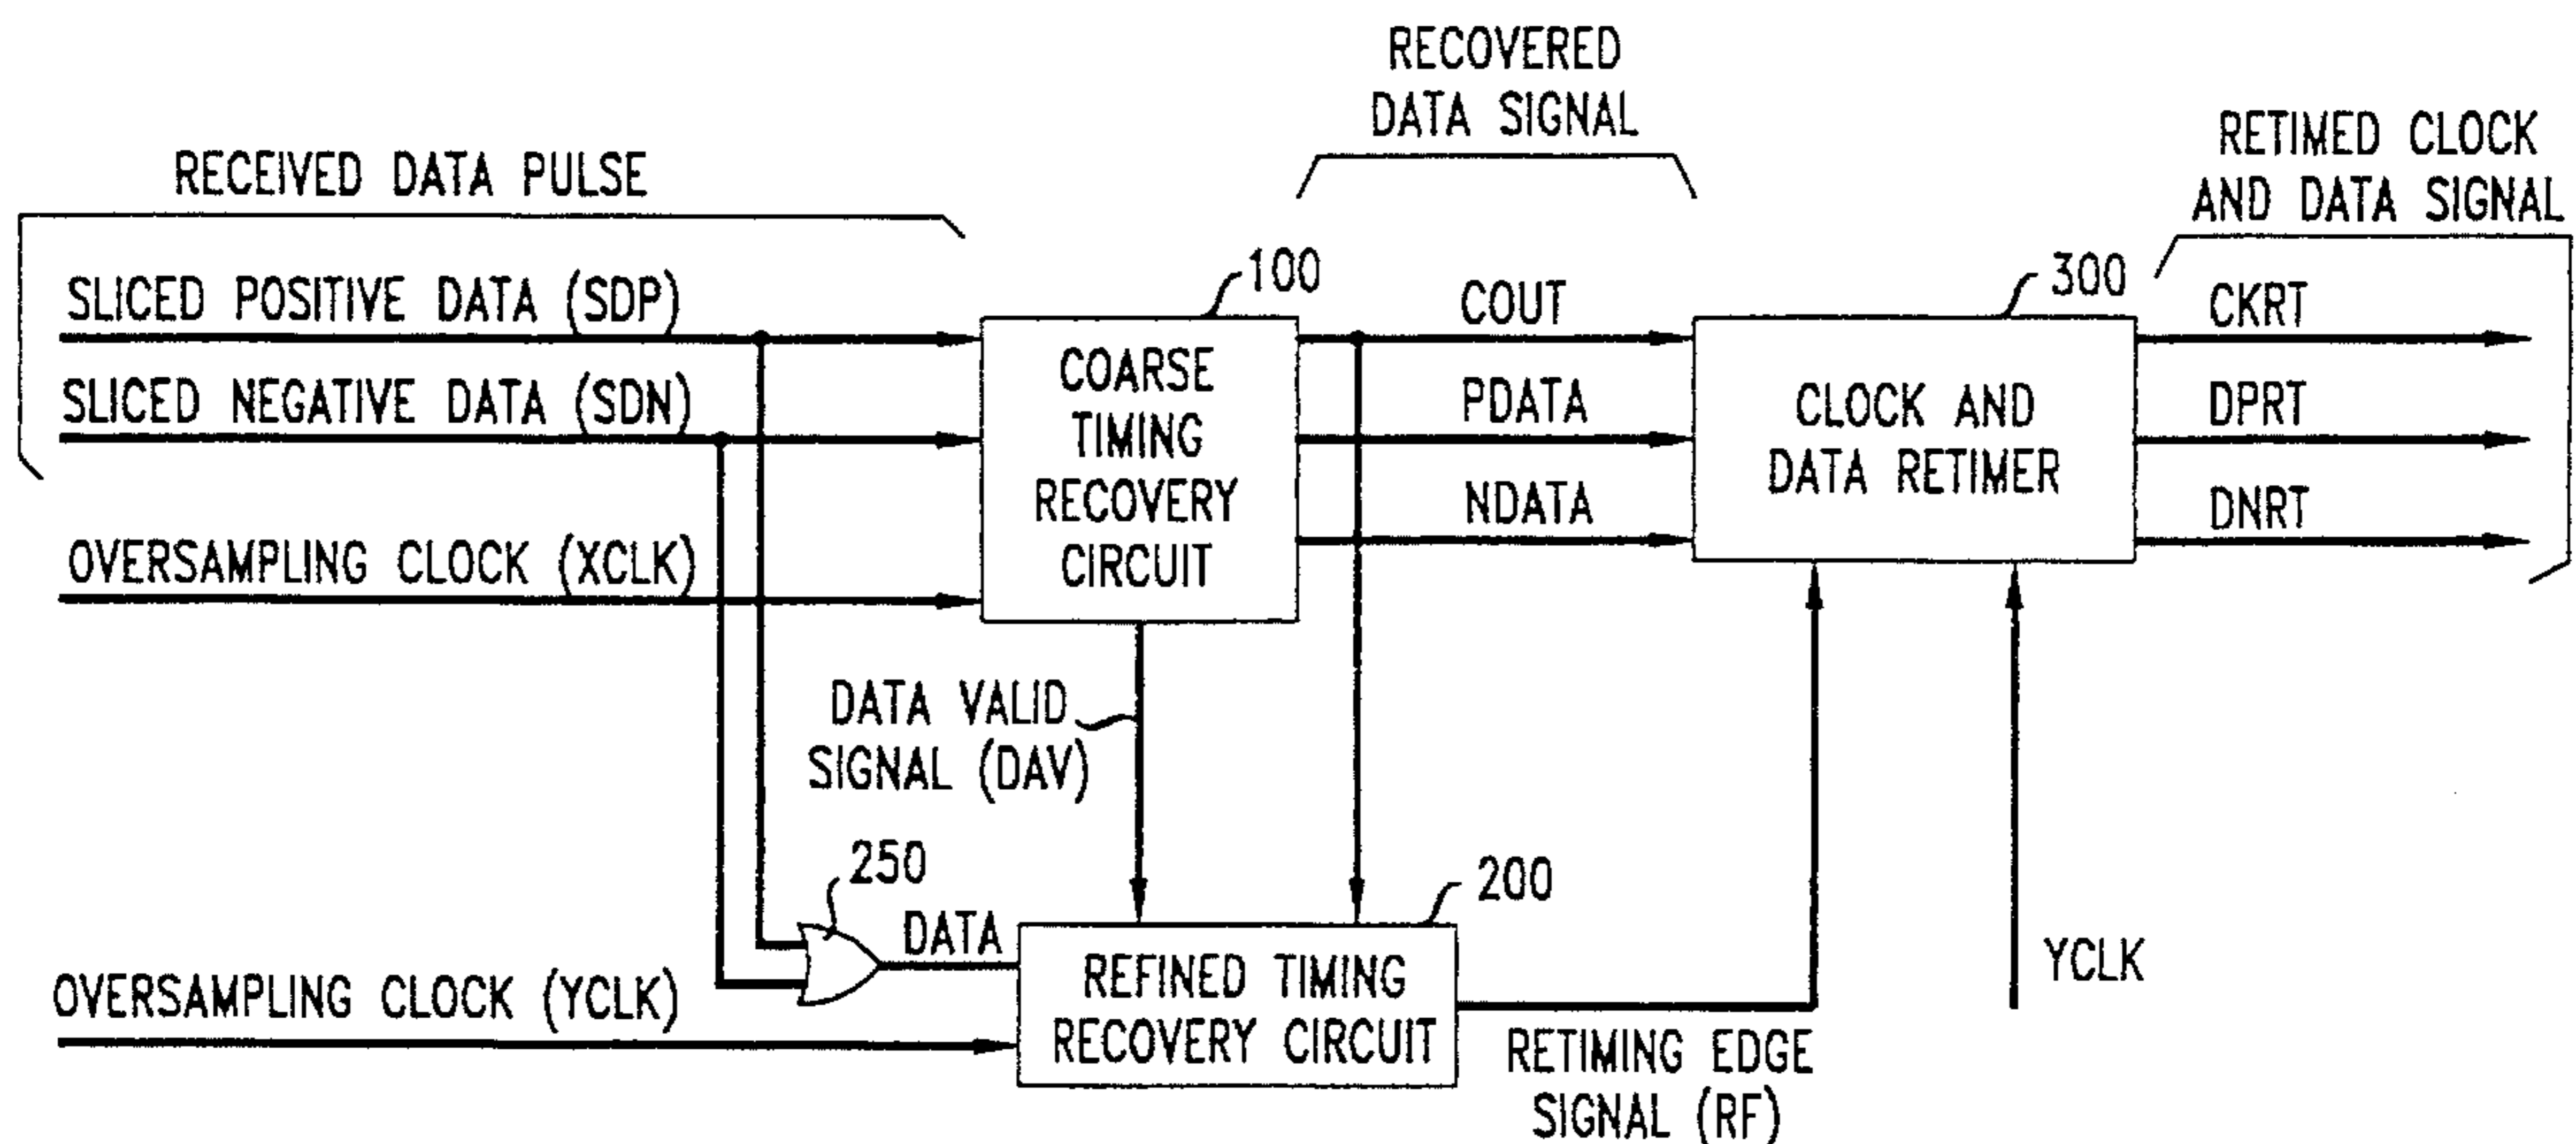 RECOVERED
DATA SIGNAL
RETIMED CLOCK
AND DATA SIGNAL
RECEIVED DATA PULSE
SLICED POSITIVE DATA (SDP)
100
COUT
300
CKRT
SLICED NEGATIVE DATA (SDN)
COARSE
TIMING
RECOVERY
CIRCUIT
PDATA
CLOCK AND
DATA RETIMER
DPRT
NDATA
DNRT
OVERSAMPLING CLOCK (XCLK)
DATA VALID
SIGNAL (DAV)
250
DATA
200
REFINED TIMING
RECOVERY CIRCUIT
YCLK
OVERSAMPLING CLOCK (YCLK)
RETIMING EDGE
SIGNAL (RF)